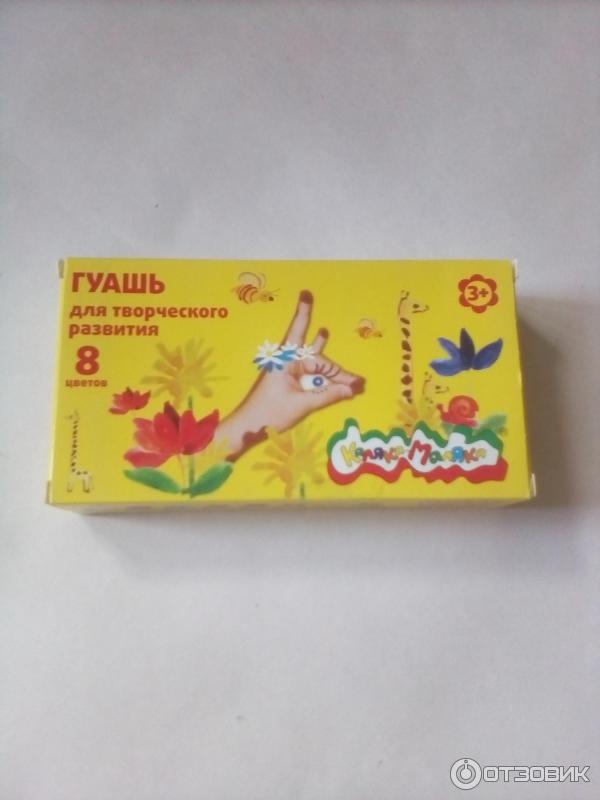 ГУАШЬ
для творческого
развития
8
цветов
3+
Каляка-Маляка
ОТЗОВИК